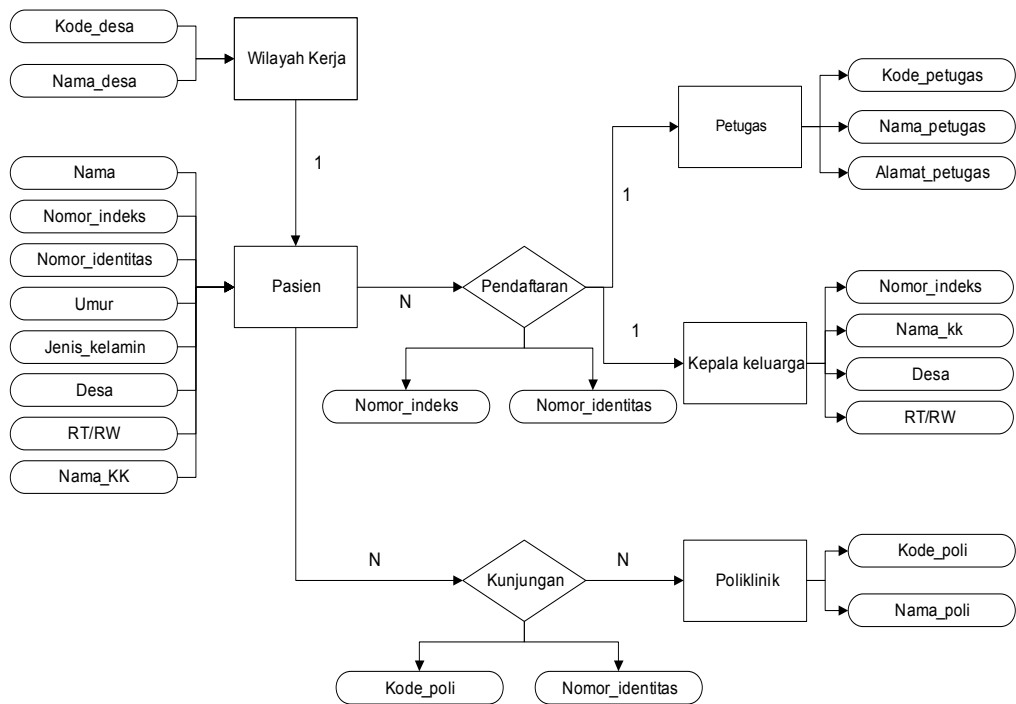 Kode_desa
Nama_desa
Wilayah Kerja
1
Nama
Nomor_indeks
Nomor_identitas
Umur
Jenis_kelamin
Desa
RT/RW
Nama_KK
Pasien
N
Pendaftaran
Nomor_indeks
Nomor_identitas
1
Petugas
Kode_petugas
Nama_petugas
Alamat_petugas
1
Kepala keluarga
Nomor_indeks
Nama_kk
Desa
RT/RW
N
Kunjungan
N
Kode_poli
Nomor_identitas
Poliklinik
Kode_poli
Nama_poli